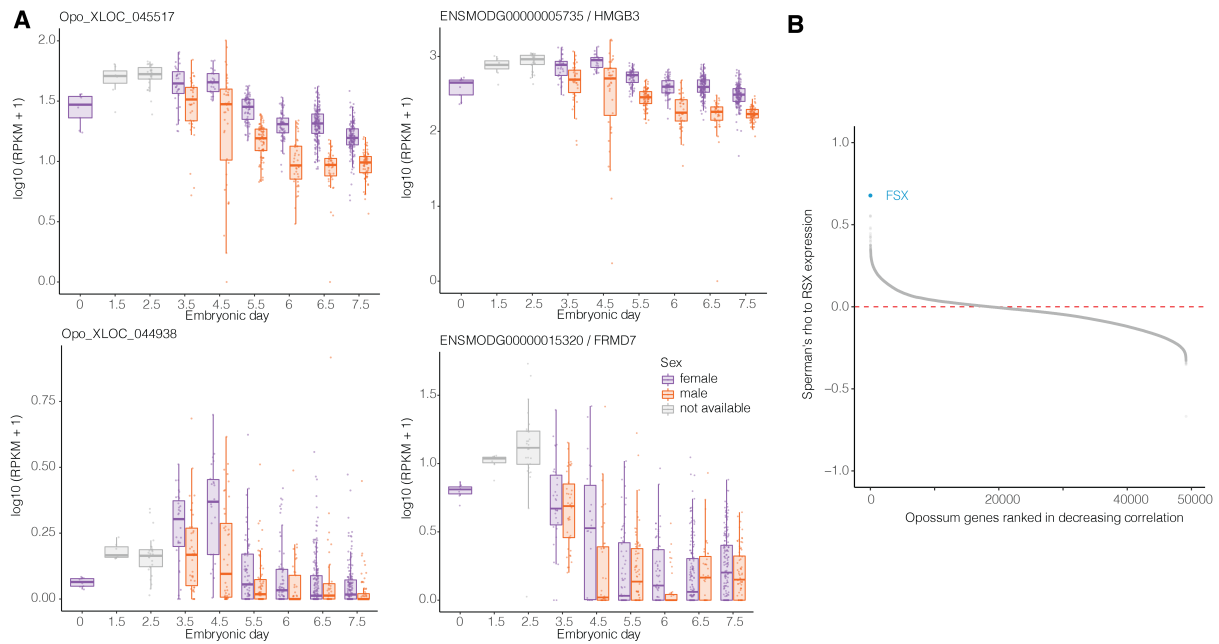 A
Opo_XLOC_045517
log10 (RPKM + 1)
2.0
1.5
1.0
1.5
0.0
0 1.5 2.5 3.5 4.5 5.5 6 6.5 7.5
Embryonic day
ENSMODG00000005735 / HMGB3
log10 (RPKM + 1)
3
2
1
0
0 1.5 2.5 3.5 4.5 5.5 6 6.5 7.5
Embryonic day
Opo_XLOC_044938
log10 (RPKM + 1)
0.75
0.50
0.25
0.00
0 1.5 2.5 3.5 4.5 5.5 6 6.5 7.5
Embryonic day
ENSMODG00000015320 / FRMD7
log10 (RPKM + 1)
1.5
1.0
0.5
0.0
0 1.5 2.5 3.5 4.5 5.5 6 6.5 7.5
Embryonic day
Sex
female
male
not available
B
Sperman's rho to RSX expression
1.0
0.5
0.0
−0.5
−1.0
FSX
0 20000 40000 50000
Opossum genes ranked in decreasing correlation